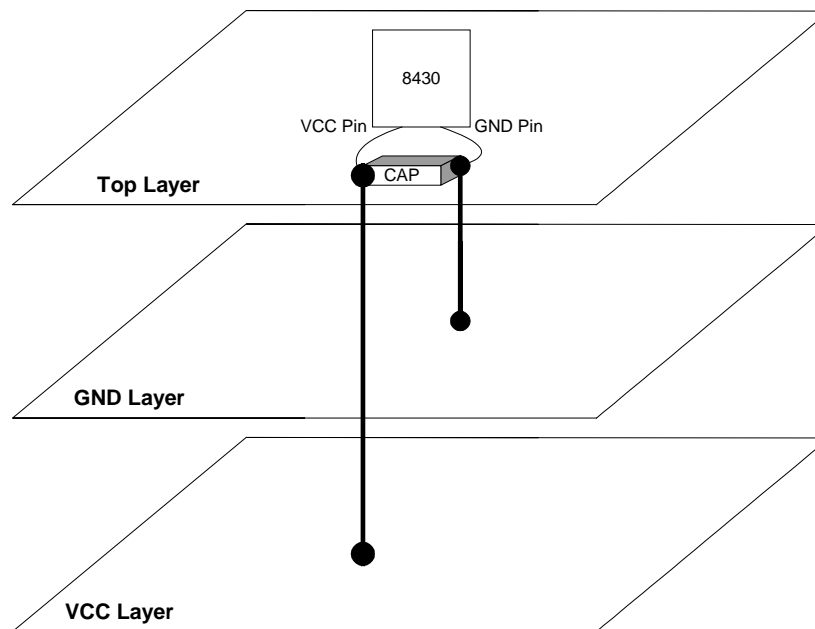 8430
VCC Pin
GND Pin
CAP
Top Layer
GND Layer
VCC Layer